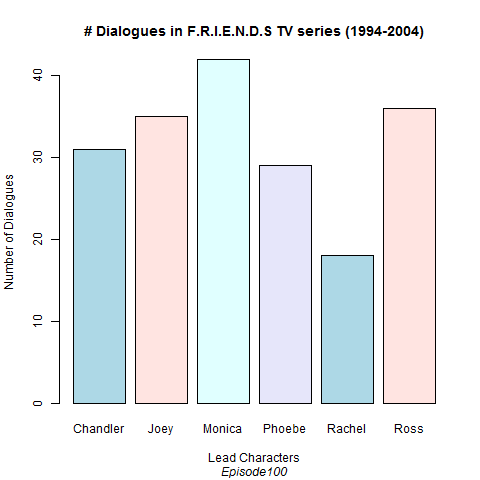 # Dialogues in F.R.I.E.N.D.S TV series (1994-2004)
Number of Dialogues
40
30
20
10
0
Chandler Joey Monica Phoebe Rachel Ross
Lead Characters
Episode100